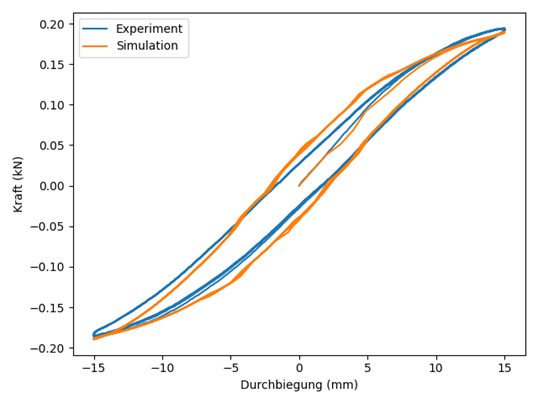 Experiment
Simulation
0.20
0.15
0.10
0.05
0.00
−0.05
−0.10
−0.15
−0.20
Kraft (kN)
−15 −10 −5 0 5 10 15
Durchbiegung (mm)